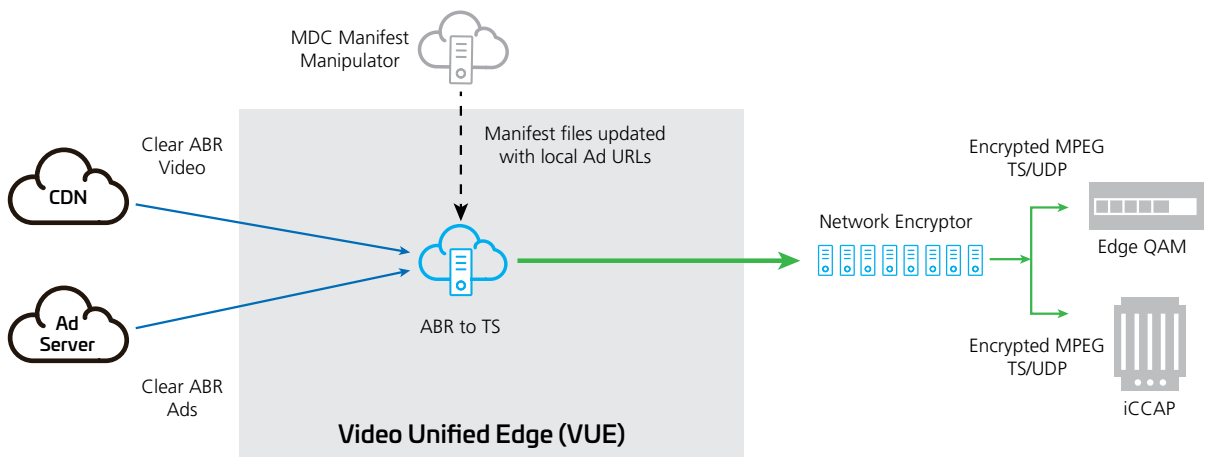 MDC Manifest
Manipulator
Clear ABR
Video
Manifest files updated
with local Ad URLs
Encrypted MPEG
TS/UDP
CDN
Network Encryptor
Edge QAM
Ad
Server
ABR to TS
Encrypted MPEG
TS/UDP
Clear ABR
Ads
iCCAP
Video Unified Edge (VUE)